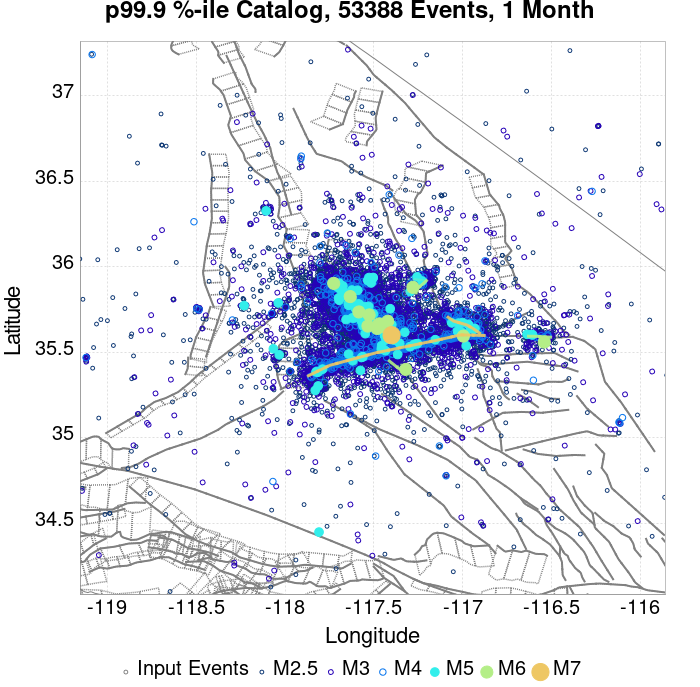 p99.9 %-ile Catalog, 53388 Events, 1 Month
37
36.5
36
35.5
35
34.5
Latitude
-119 -118.5 -118 -117.5 -117 -116.5 -116
Longitude
Input Events M2.5 M3 M4 M5 M6 M7